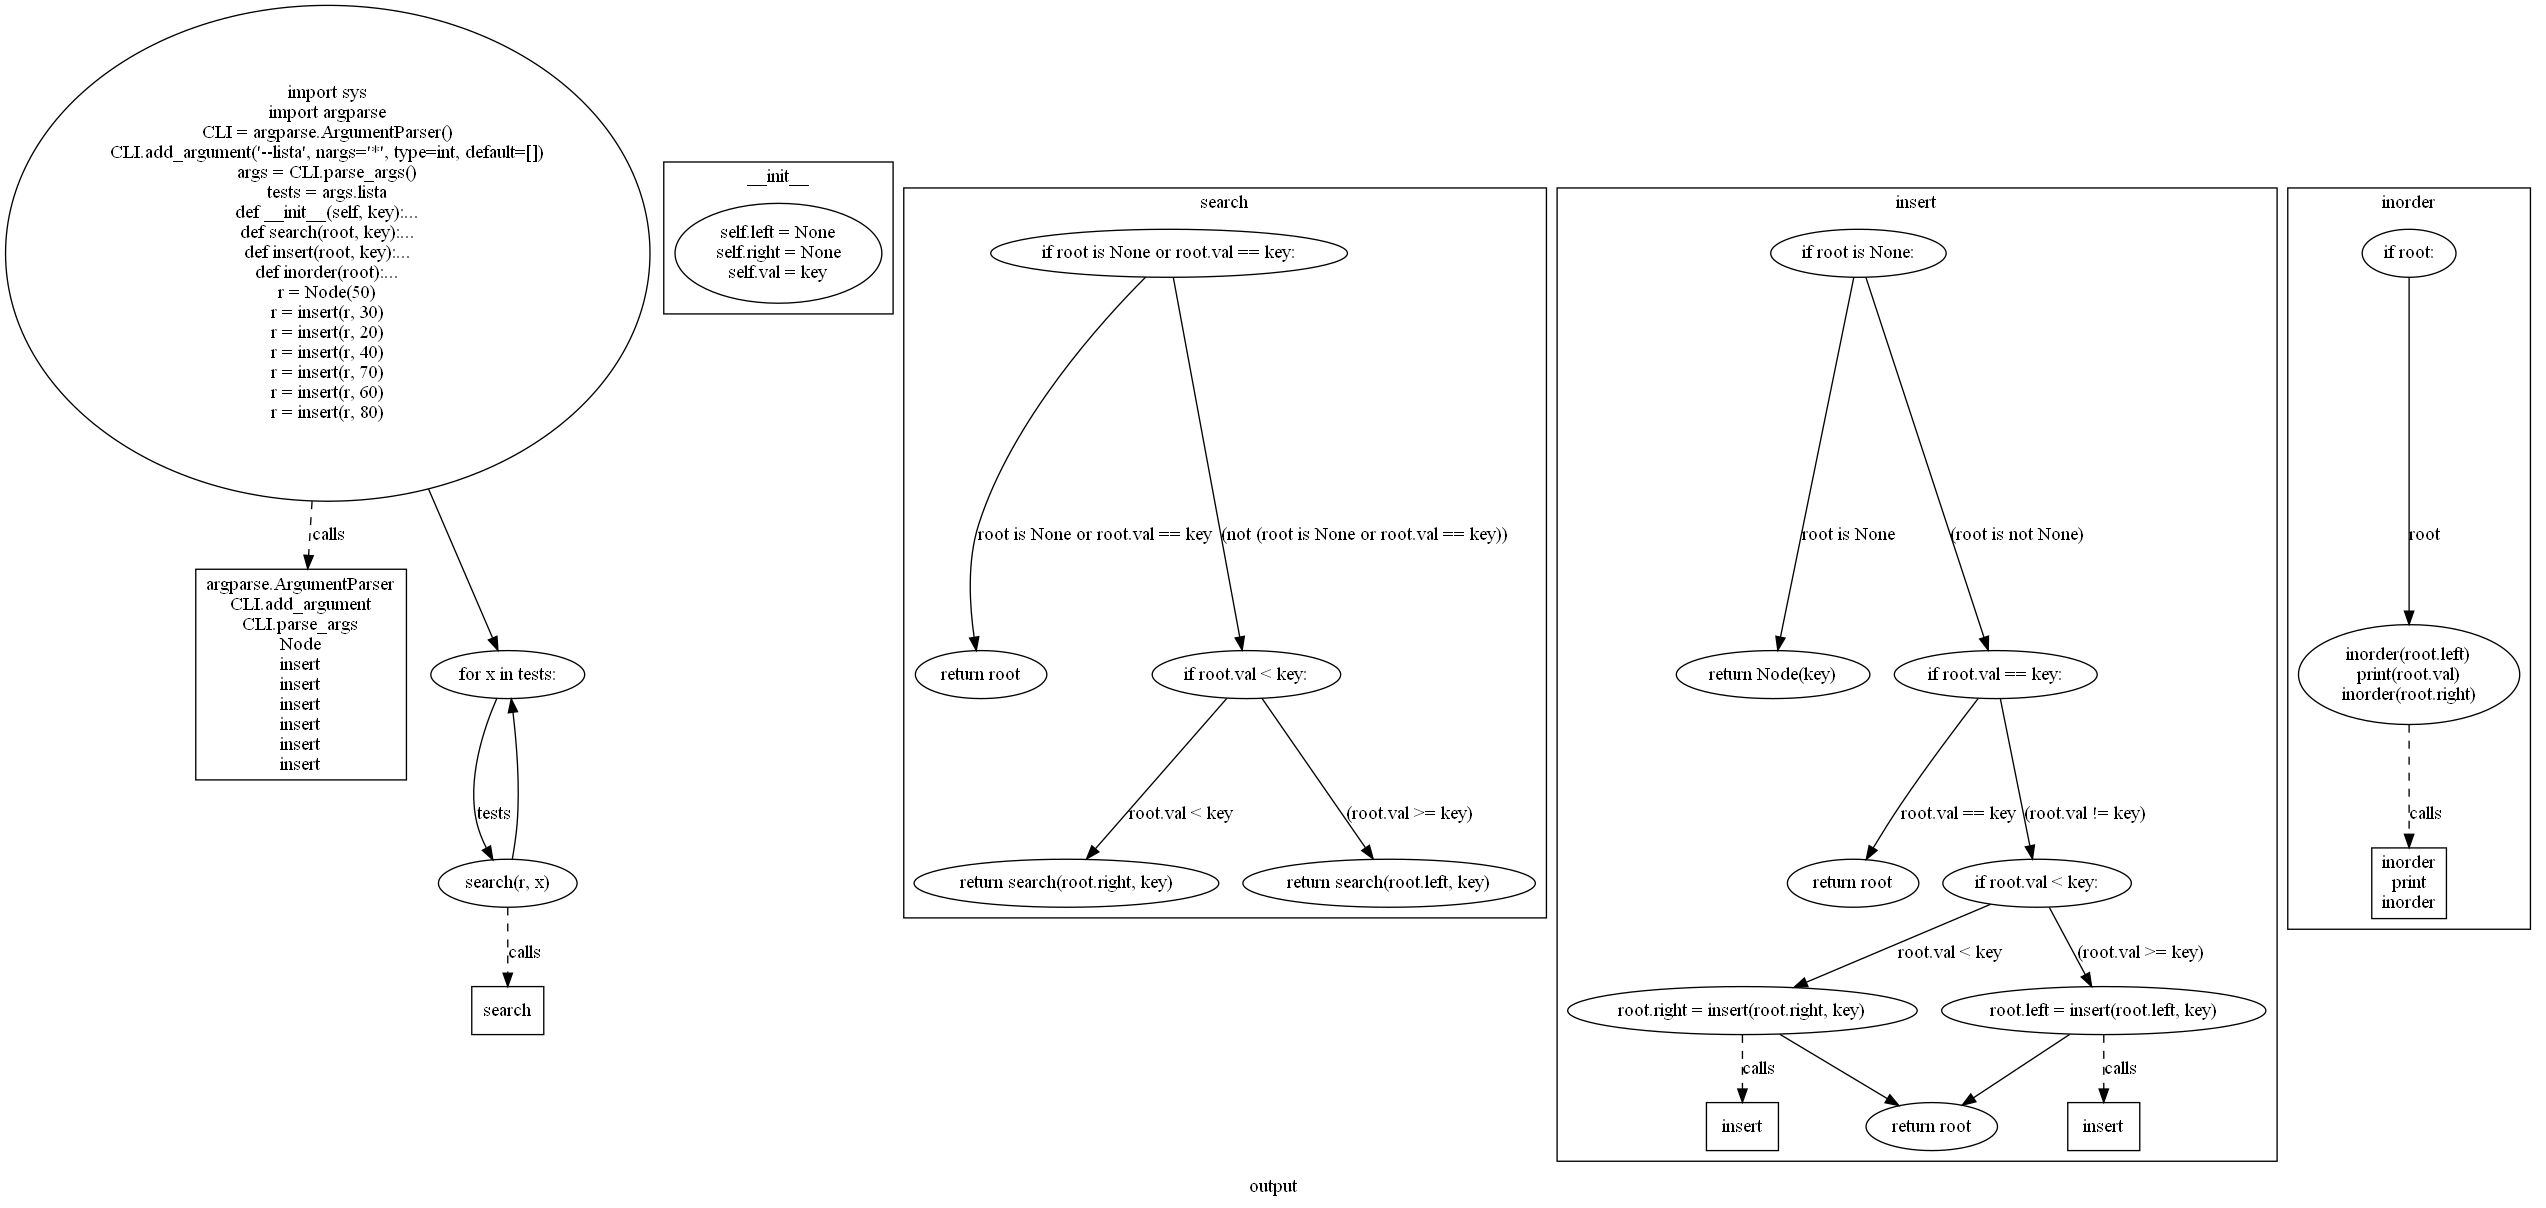 import sys
import argparse
CLI = argparse.ArgumentParser()
CLI.add_argument('--lista', nargs='*', type=int, default=[])
args = CLI.parse_args()
tests = args.lista
def __init__(self, key):...
def search(root, key):...
def insert(root, key):...
def inorder(root):...
r = Node(50)
r = insert(r, 30)
r = insert(r, 20)
r = insert(r, 40)
r = insert(r, 70)
r = insert(r, 60)
r = insert(r, 80)
calls
argparse.ArgumentParser
CLI.add_argument
CLI.parse_args
Node
insert
insert
insert
insert
insert
insert
for x in tests:
tests
search(r, x)
calls
search
__init__
self.left = None
self.right = None
self.val = key
search
if root is None or root.val == key:
root is None or root.val == key
(not (root is None or root.val == key))
return root
if root.val < key:
root.val < key
(root.val >= key)
return search(root.right, key)
return search(root.left, key)
insert
if root is None:
root is None
(root is not None)
return Node(key)
if root.val == key:
root.val == key
(root.val != key)
return root
if root.val < key:
root.val < key
(root.val >= key)
root.right = insert(root.right, key)
root.left = insert(root.left, key)
calls
calls
insert
return root
insert
inorder
if root:
root
inorder(root.left)
print(root.val)
inorder(root.right)
calls
inorder
print
inorder
output